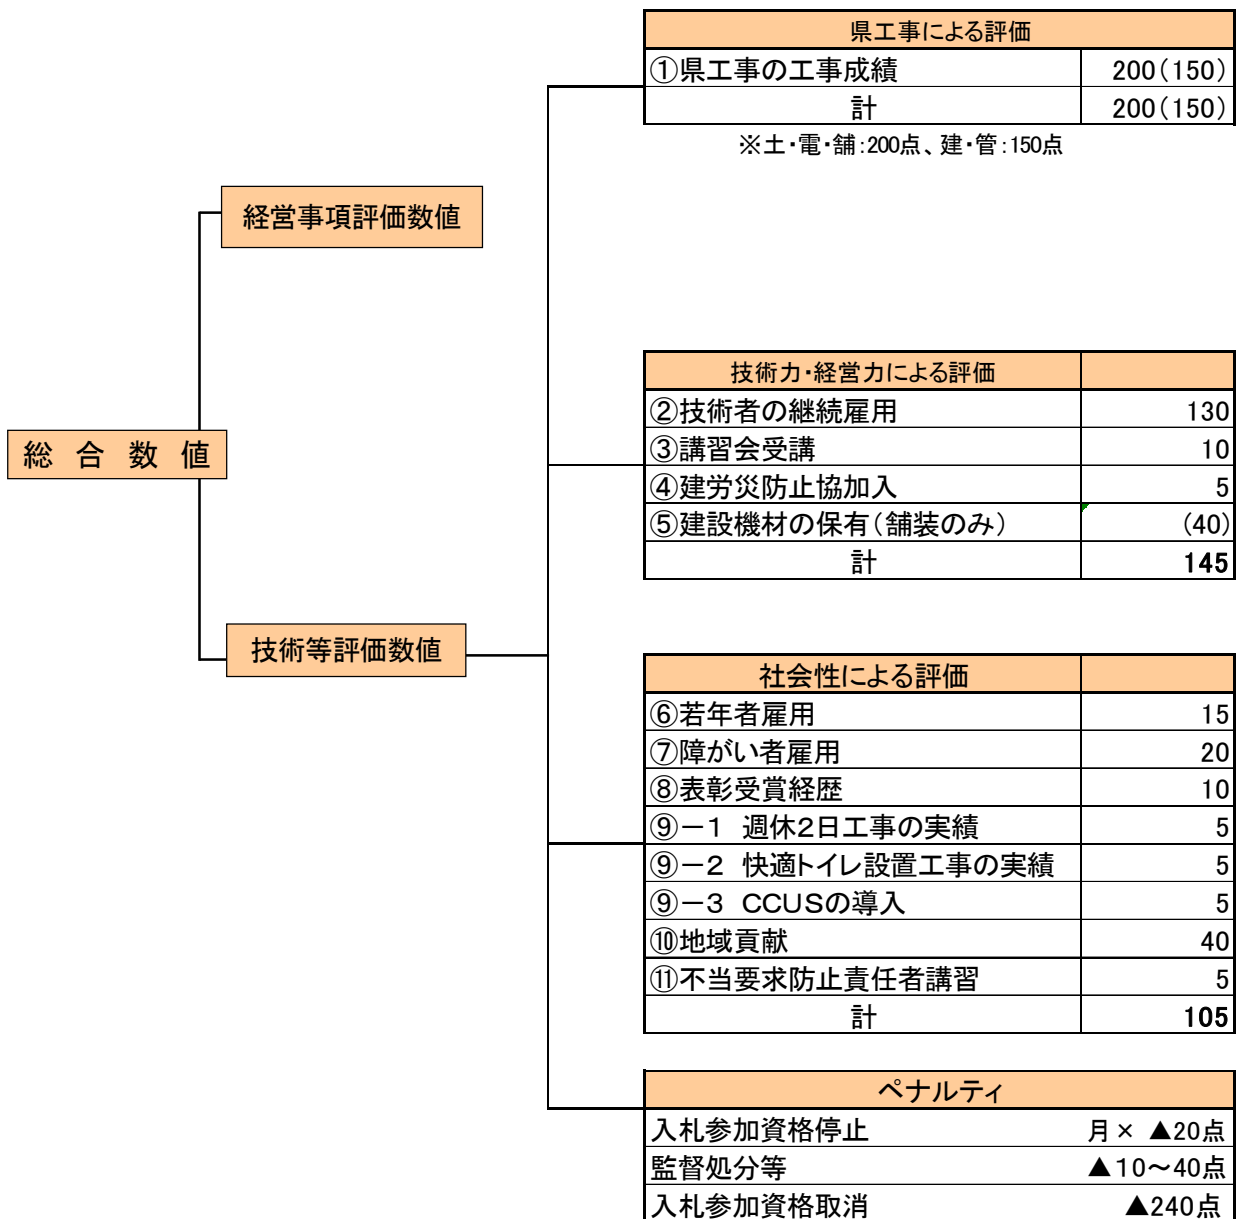 県工事による評価
①県工事の工事成績 200(150)
計 200(150)
※土・電・舗:200点、建・管:150点
経営事項評価数値
技術力・経営力による評価
②技術者の継続雇用 130
③講習会受講 10
④建労災防止協加入 5
⑤建設機材の保有(舗装のみ) (40)
計 145
総合数値
技術等評価数値
社会性による評価
⑥若年者雇用 15
⑦障がい者雇用 20
⑧表彰受賞経歴 10
⑨-1 週休2日工事の実績 5
⑨-2 快適トイレ設置工事の実績 5
⑨-3 CCUSの導入 5
⑩地域貢献 40
⑪不当要求防止責任者講習 5
計 105
ペナルティ
入札参加資格停止 月× ▲20点
監督処分等 ▲10~40点
入札参加資格取消 ▲240点